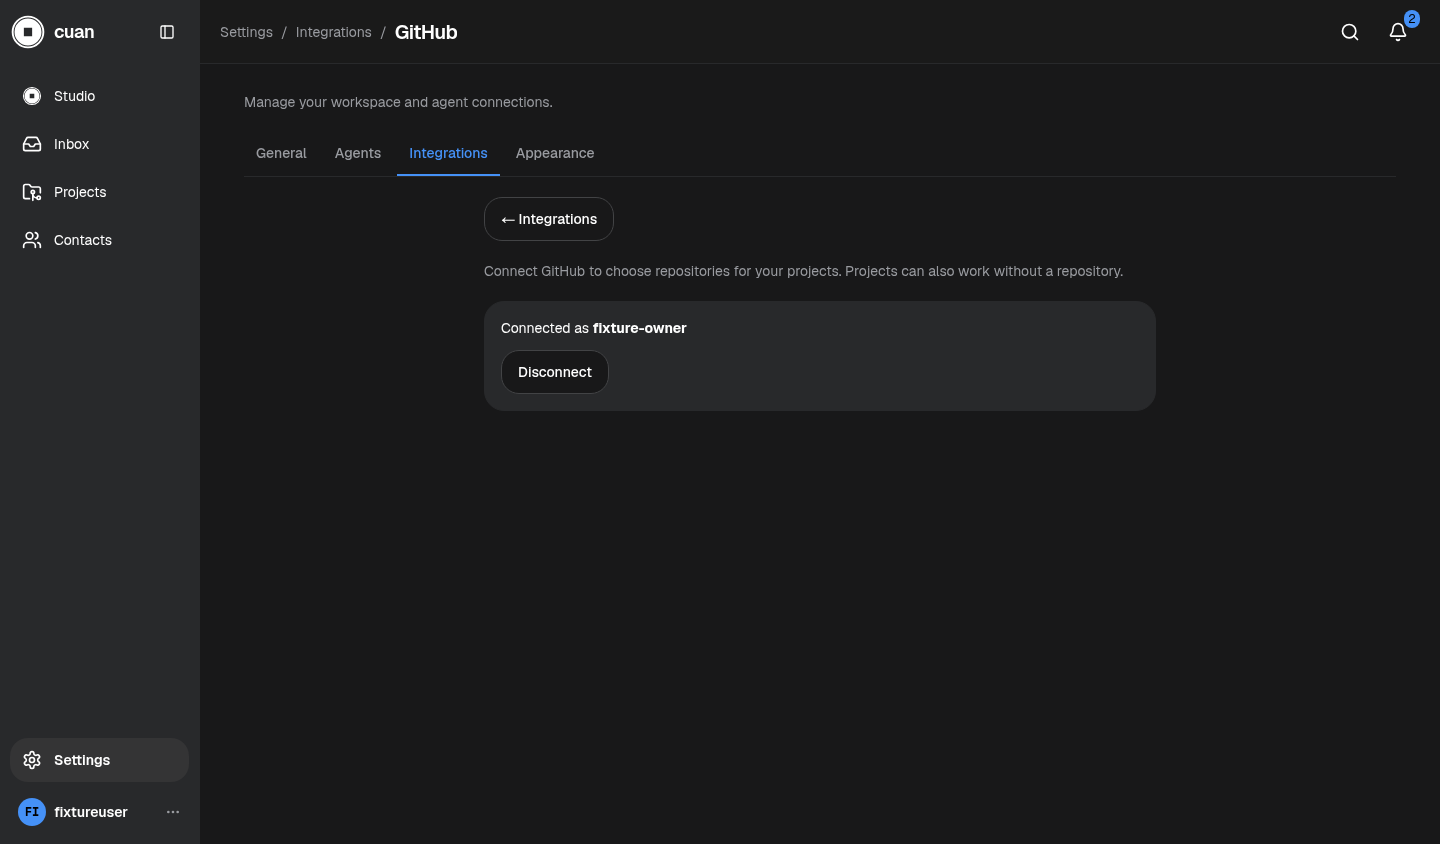 cuan
Studio
Inbox
Projects
Contacts
Settings
FI
fixtureuser
Settings / Integrations / GitHub
2
Manage your workspace and agent connections.
General Agents Integrations Appearance
← Integrations
Connect GitHub to choose repositories for your projects. Projects can also work without a repository.
Connected as fixture-owner
Disconnect